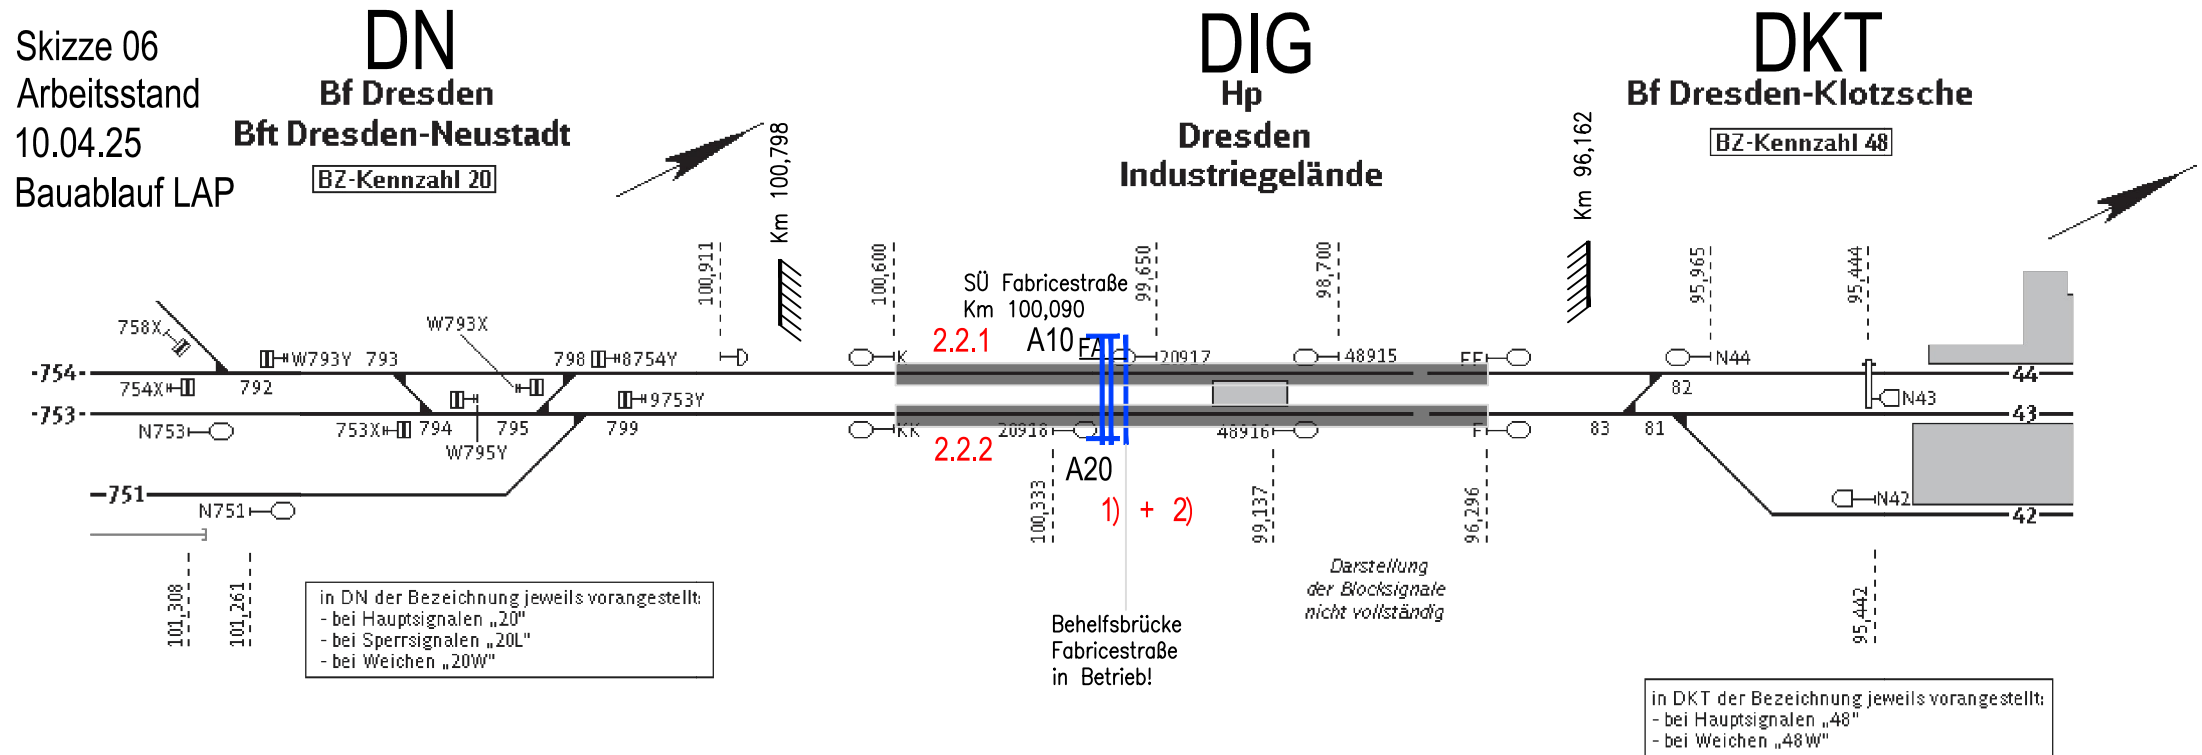 Skizze 06
Arbeitsstand
10.04.25
Bauablauf LAP
DN
Bf Dresden
Bft Dresden-Neustadt
BZ-Kennzahl 20
DIG
Hp
Dresden
Industriegelände
DKT
Bf Dresden-Klotzsche
BZ-Kennzahl 48
Km 100,798
Km 96,162
100,911
100,600
SÜ Fabricestraße
Km 100,090
99,650
98,700
95,965
95,444
758X
W793Y
793
W793X
798
8754Y
K
2.2.1
A10
FA
20917
48915
FF
N44
-754-
754X
792
82
44
N43
9753Y
-753-
43
N753
753X
794
795
799
KK
20918
48916
F
83
81
W795Y
2.2.2
A20
-751-
N751
1) + 2)
N42
42
100,333
99,137
96,296
101,308
101,261
95,442
Darstellung
der Blocksignale
nicht vollständig
in DN der Bezeichnung jeweils vorangestellt:
- bei Hauptsignalen „20"
- bei Sperrsignalen „20L"
- bei Weichen „20W"
Behelfsbrücke
Fabricestraße
in Betrieb!
in DKT der Bezeichnung jeweils vorangestellt:
- bei Hauptsignalen „48"
- bei Weichen „48W"